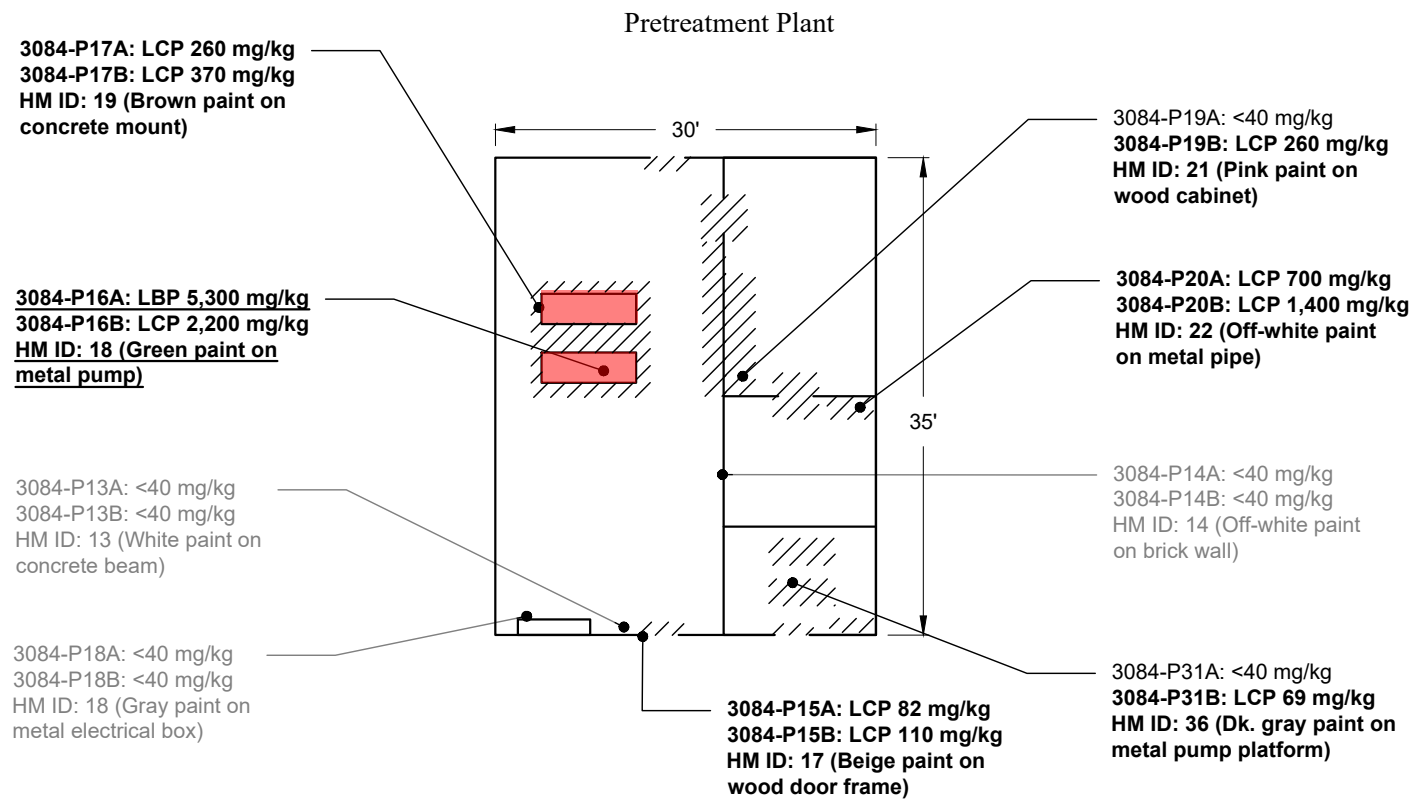 Pretreatment Plant
3084-P17A: LCP 260 mg/kg
3084-P17B: LCP 370 mg/kg
HM ID: 19 (Brown paint on
concrete mount)
30'
3084-P19A: <40 mg/kg
3084-P19B: LCP 260 mg/kg
HM ID: 21 (Pink paint on
wood cabinet)
3084-P16A: LBP 5,300 mg/kg
3084-P16B: LCP 2,200 mg/kg
HM ID: 18 (Green paint on
metal pump)
3084-P20A: LCP 700 mg/kg
3084-P20B: LCP 1,400 mg/kg
HM ID: 22 (Off-white paint
on metal pipe)
35'
3084-P13A: <40 mg/kg
3084-P13B: <40 mg/kg
HM ID: 13 (White paint on
concrete beam)
3084-P14A: <40 mg/kg
3084-P14B: <40 mg/kg
HM ID: 14 (Off-white paint
on brick wall)
3084-P18A: <40 mg/kg
3084-P18B: <40 mg/kg
HM ID: 18 (Gray paint on
metal electrical box)
3084-P15A: LCP 82 mg/kg
3084-P15B: LCP 110 mg/kg
HM ID: 17 (Beige paint on
wood door frame)
3084-P31A: <40 mg/kg
3084-P31B: LCP 69 mg/kg
HM ID: 36 (Dk. gray paint on
metal pump platform)